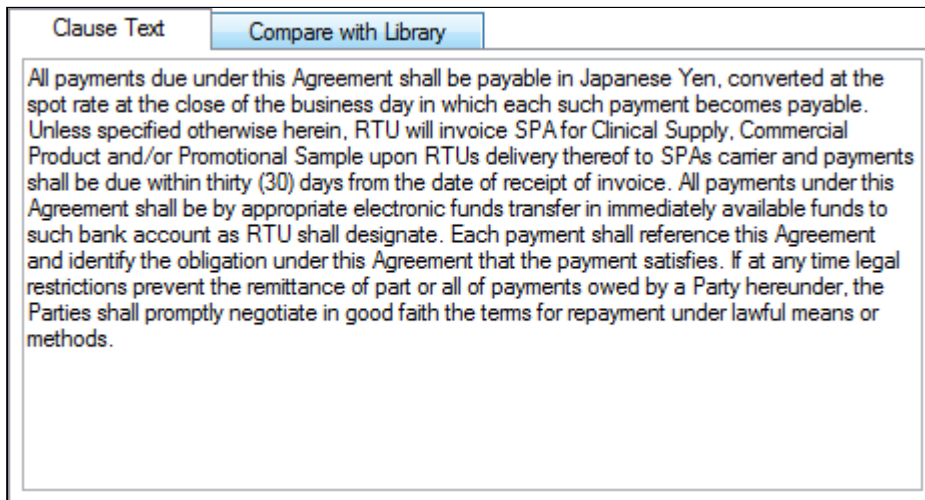 Clause Text
Compare with Library
All payments due under this Agreement shall be payable in Japanese Yen, converted at the
spot rate at the close of the business day in which each such payment becomes payable.
Unless specified otherwise herein, RTU will invoice SPA for Clinical Supply, Commercial
Product and/or Promotional Sample upon RTUs delivery thereof to SPAs carrier and payments
shall be due within thirty (30) days from the date of receipt of invoice. All payments under this
Agreement shall be by appropriate electronic funds transfer in immediately available funds to
such bank account as RTU shall designate. Each payment shall reference this Agreement
and identify the obligation under this Agreement that the payment satisfies. If at any time legal
restrictions prevent the remittance of part or all of payments owed by a Party hereunder, the
Parties shall promptly negotiate in good faith the terms for repayment under lawful means or
methods.